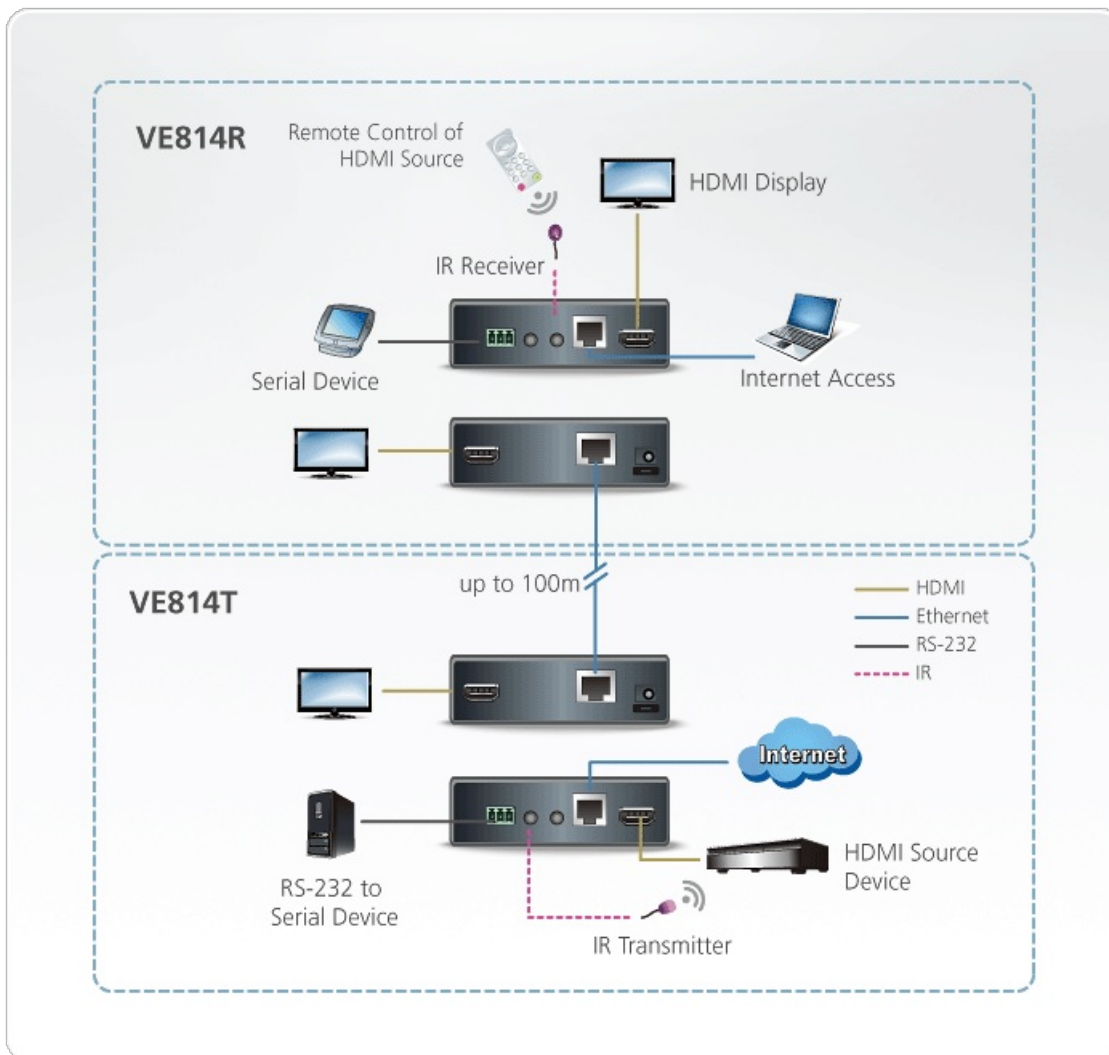 VE814R
Remote Control of
HDMI Source
HDMI Display
IR Receiver
Serial Device
Internet Access
up to 100m
VE814T
HDMI
Ethernet
RS-232
IR
Internet
RS-232 to
Serial Device
HDMI Source
Device
IR Transmitter